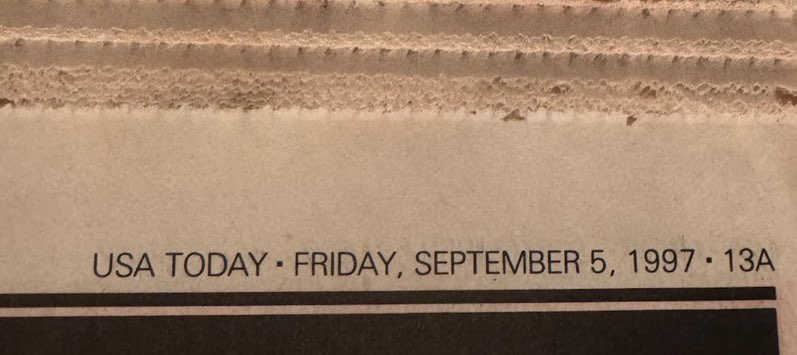 USA TODAY · FRIDAY, SEPTEMBER 5, 1997 · 13A